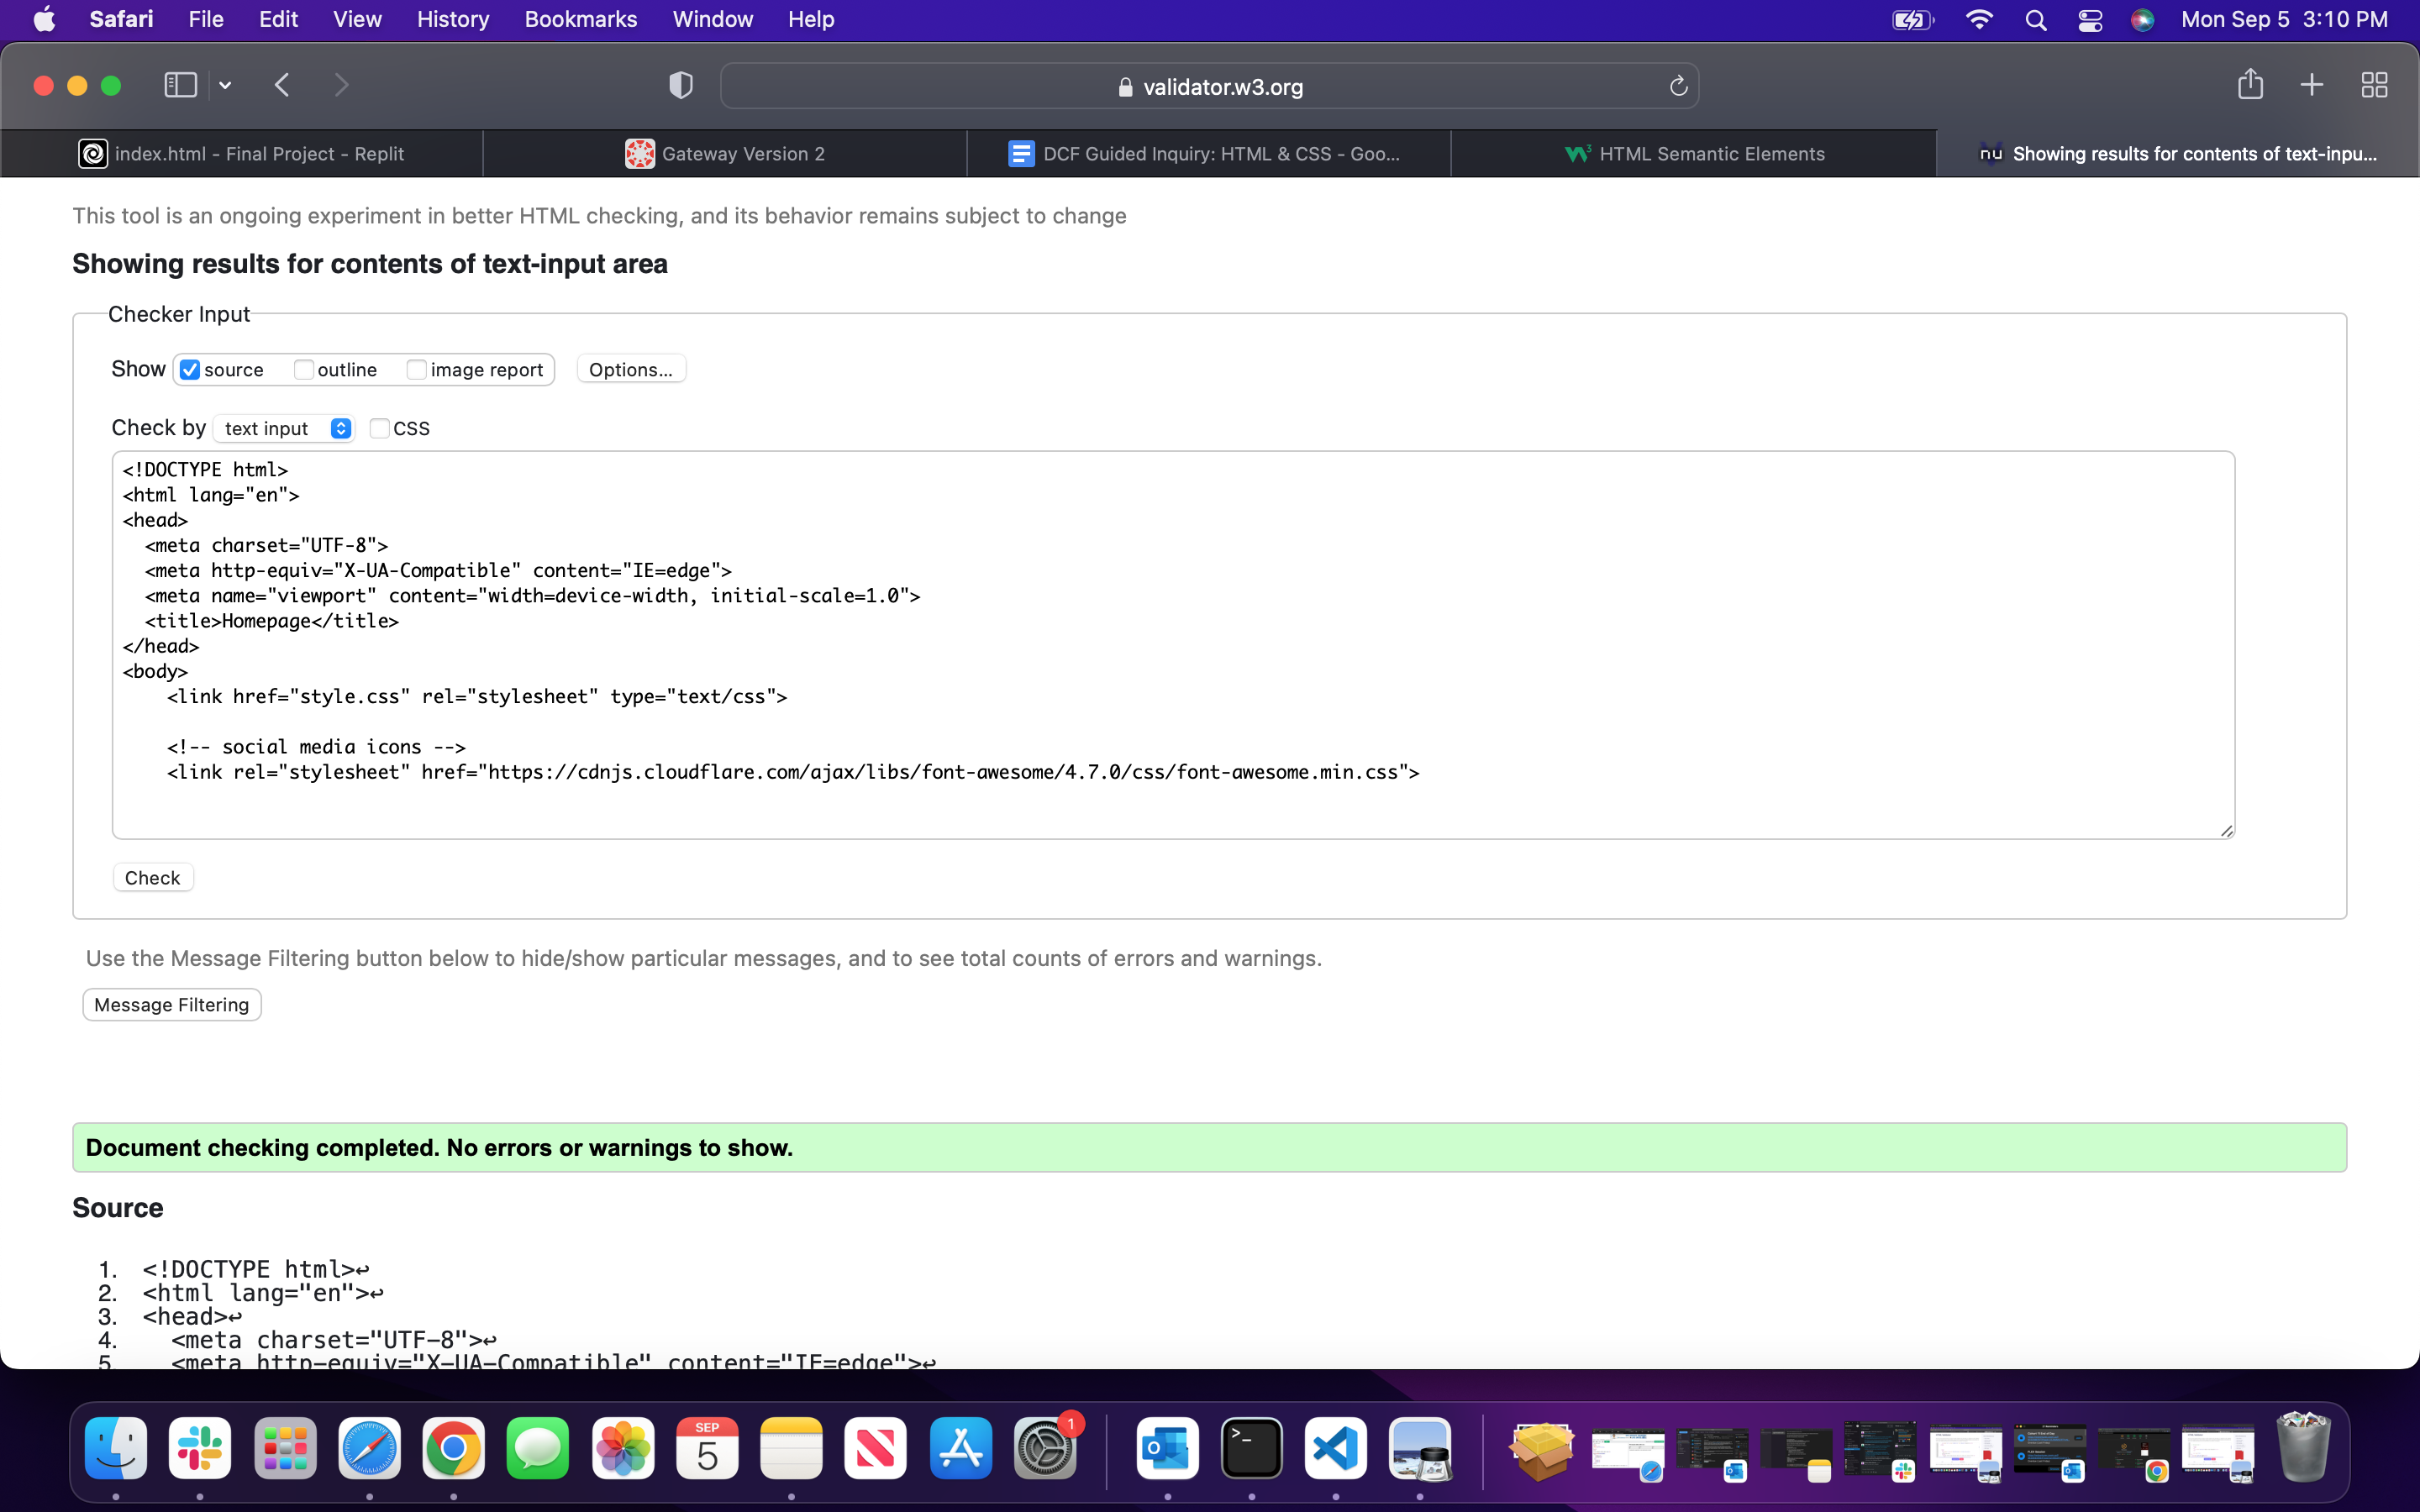 Safari File Edit View History Bookmarks Window Help Mon Sep 5 3:10 PM
validator.w3.org
index.html - Final Project - Replit
Gateway Version 2
DCF Guided Inquiry: HTML & CSS - Goo...
HTML Semantic Elements
nu Showing results for contents of text-inpu...
This tool is an ongoing experiment in better HTML checking, and its behavior remains subject to change
Showing results for contents of text-input area
Checker Input
Show source outline image report Options...
Check by text input CSS
<!DOCTYPE html>
<html lang="en">
<head>
<meta charset="UTF-8">
<meta http-equiv="X-UA-Compatible" content="IE=edge">
<meta name="viewport" content="width=device-width, initial-scale=1.0">
<title>Homepage</title>
</head>
<body>
<link href="style.css" rel="stylesheet" type="text/css">
<!-- social media icons -->
<link rel="stylesheet" href="https://cdnjs.cloudflare.com/ajax/libs/font-awesome/4.7.0/css/font-awesome.min.css">
Check
Use the Message Filtering button below to hide/show particular messages, and to see total counts of errors and warnings.
Message Filtering
Document checking completed. No errors or warnings to show.
Source
1. <!DOCTYPE html>↩
2. <html lang="en">↩
3. <head>↩
4. <meta charset="UTF-8">↩
5. <meta http-equiv="X-UA-Compatible" content="IE=edge">↩
SEP
5
1